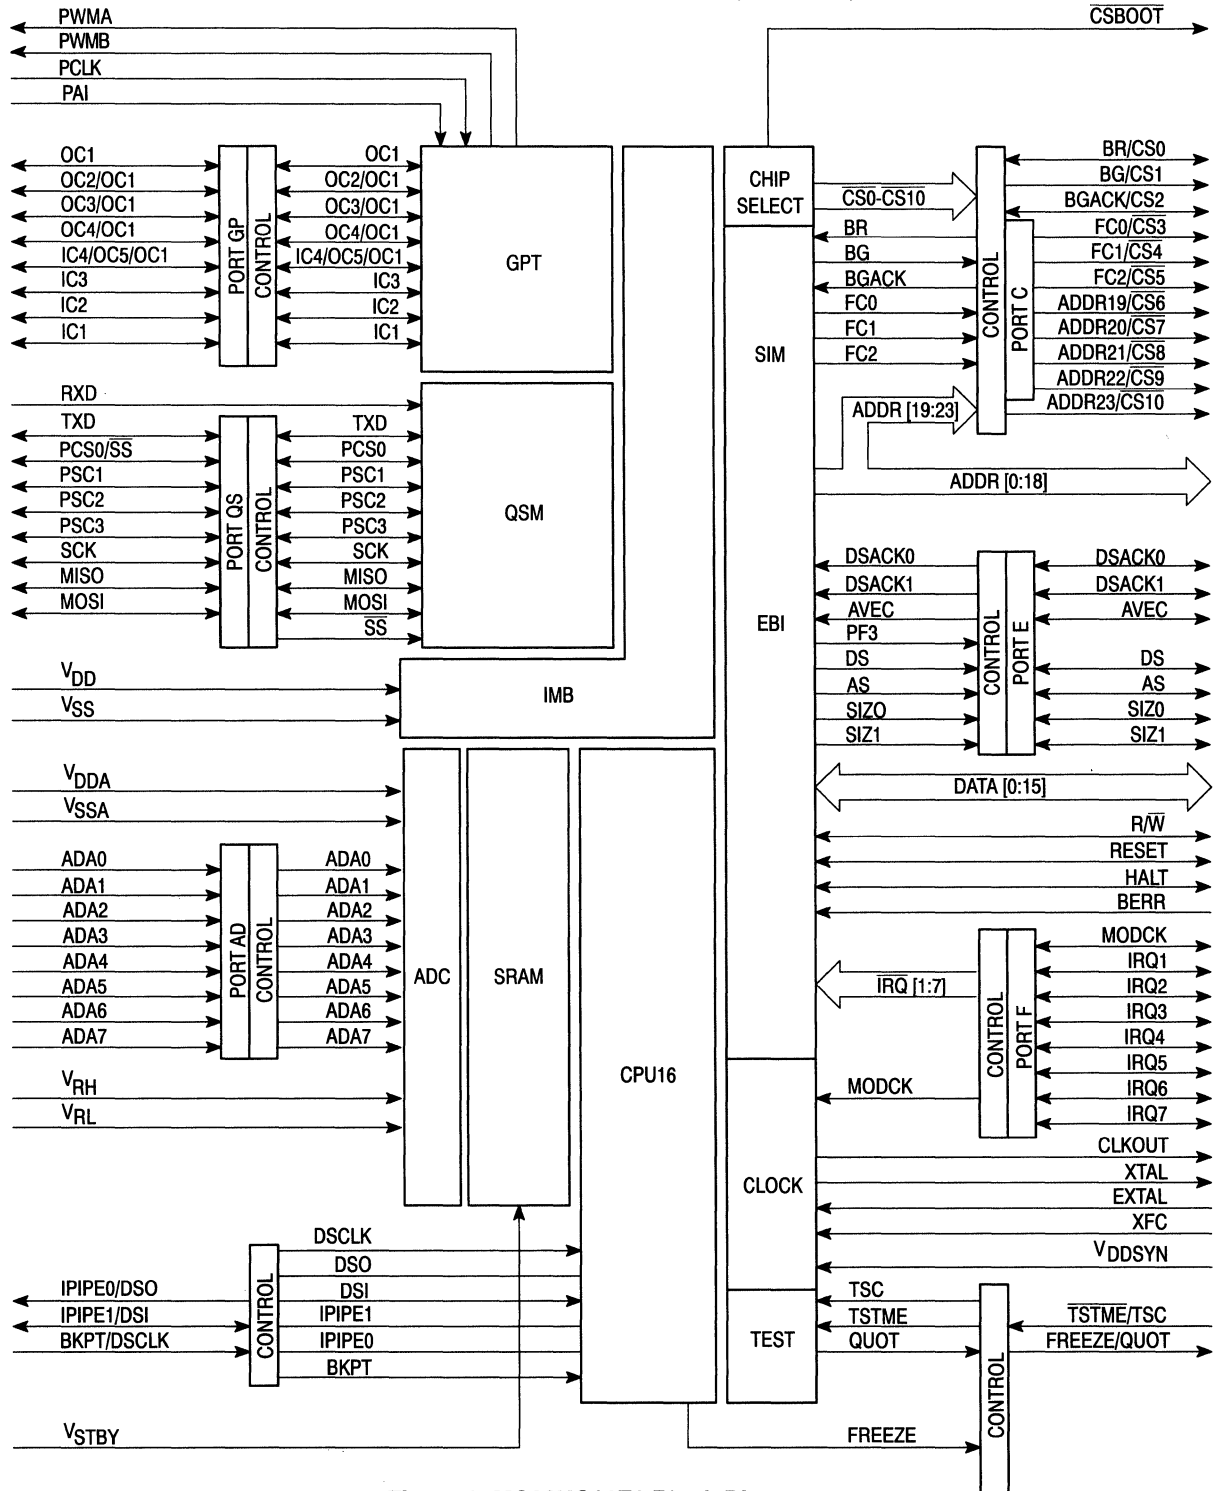 PWMA
PWMB
PCLK
PAI
CSBOOT
OC1
OC2/OC1
OC3/OC1
OC4/OC1
IC4/OC5/OC1
IC3
IC2
IC1
PORT GP
CONTROL
OC1
OC2/OC1
OC3/OC1
OC4/OC1
IC4/OC5/OC1
IC3
IC2
IC1
GPT
RXD
TXD
PCS0/SS
PSC1
PSC2
PSC3
SCK
MISO
MOSI
PORT QS
CONTROL
TXD
PCS0
PSC1
PSC2
PSC3
SCK
MISO
MOSI
SS
QSM
VDD
VSS
IMB
VDDA
VSSA
ADA0
ADA1
ADA2
ADA3
ADA4
ADA5
ADA6
ADA7
PORT AD
CONTROL
ADA0
ADA1
ADA2
ADA3
ADA4
ADA5
ADA6
ADA7
VRH
VRL
ADC
SRAM
CPU16
IPIPE0/DSO
IPIPE1/DSI
BKPT/DSCLK
CONTROL
DSCLK
DSO
DSI
IPIPE1
IPIPE0
BKPT
VSTBY
CHIP
SELECT
SIM
EBI
CLOCK
TEST
CS0-CS10
BR
BG
BGACK
FC0
FC1
FC2
ADDR [19:23]
CONTROL
PORT C
BR/CS0
BG/CS1
BGACK/CS2
FC0/CS3
FC1/CS4
FC2/CS5
ADDR19/CS6
ADDR20/CS7
ADDR21/CS8
ADDR22/CS9
ADDR23/CS10
ADDR [0:18]
DSACK0
DSACK1
AVEC
PF3
DS
AS
SIZO
SIZ1
CONTROL
PORT E
DSACK0
DSACK1
AVEC
DS
AS
SIZ0
SIZ1
DATA [0:15]
R/W
RESET
HALT
BERR
IRQ [1:7]
MODCK
CONTROL
PORT F
MODCK
IRQ1
IRQ2
IRQ3
IRQ4
IRQ5
IRQ6
IRQ7
CLKOUT
XTAL
EXTAL
XFC
VDDSYN
TSC
TSTME
QUOT
FREEZE
CONTROL
TSTME/TSC
FREEZE/QUOT